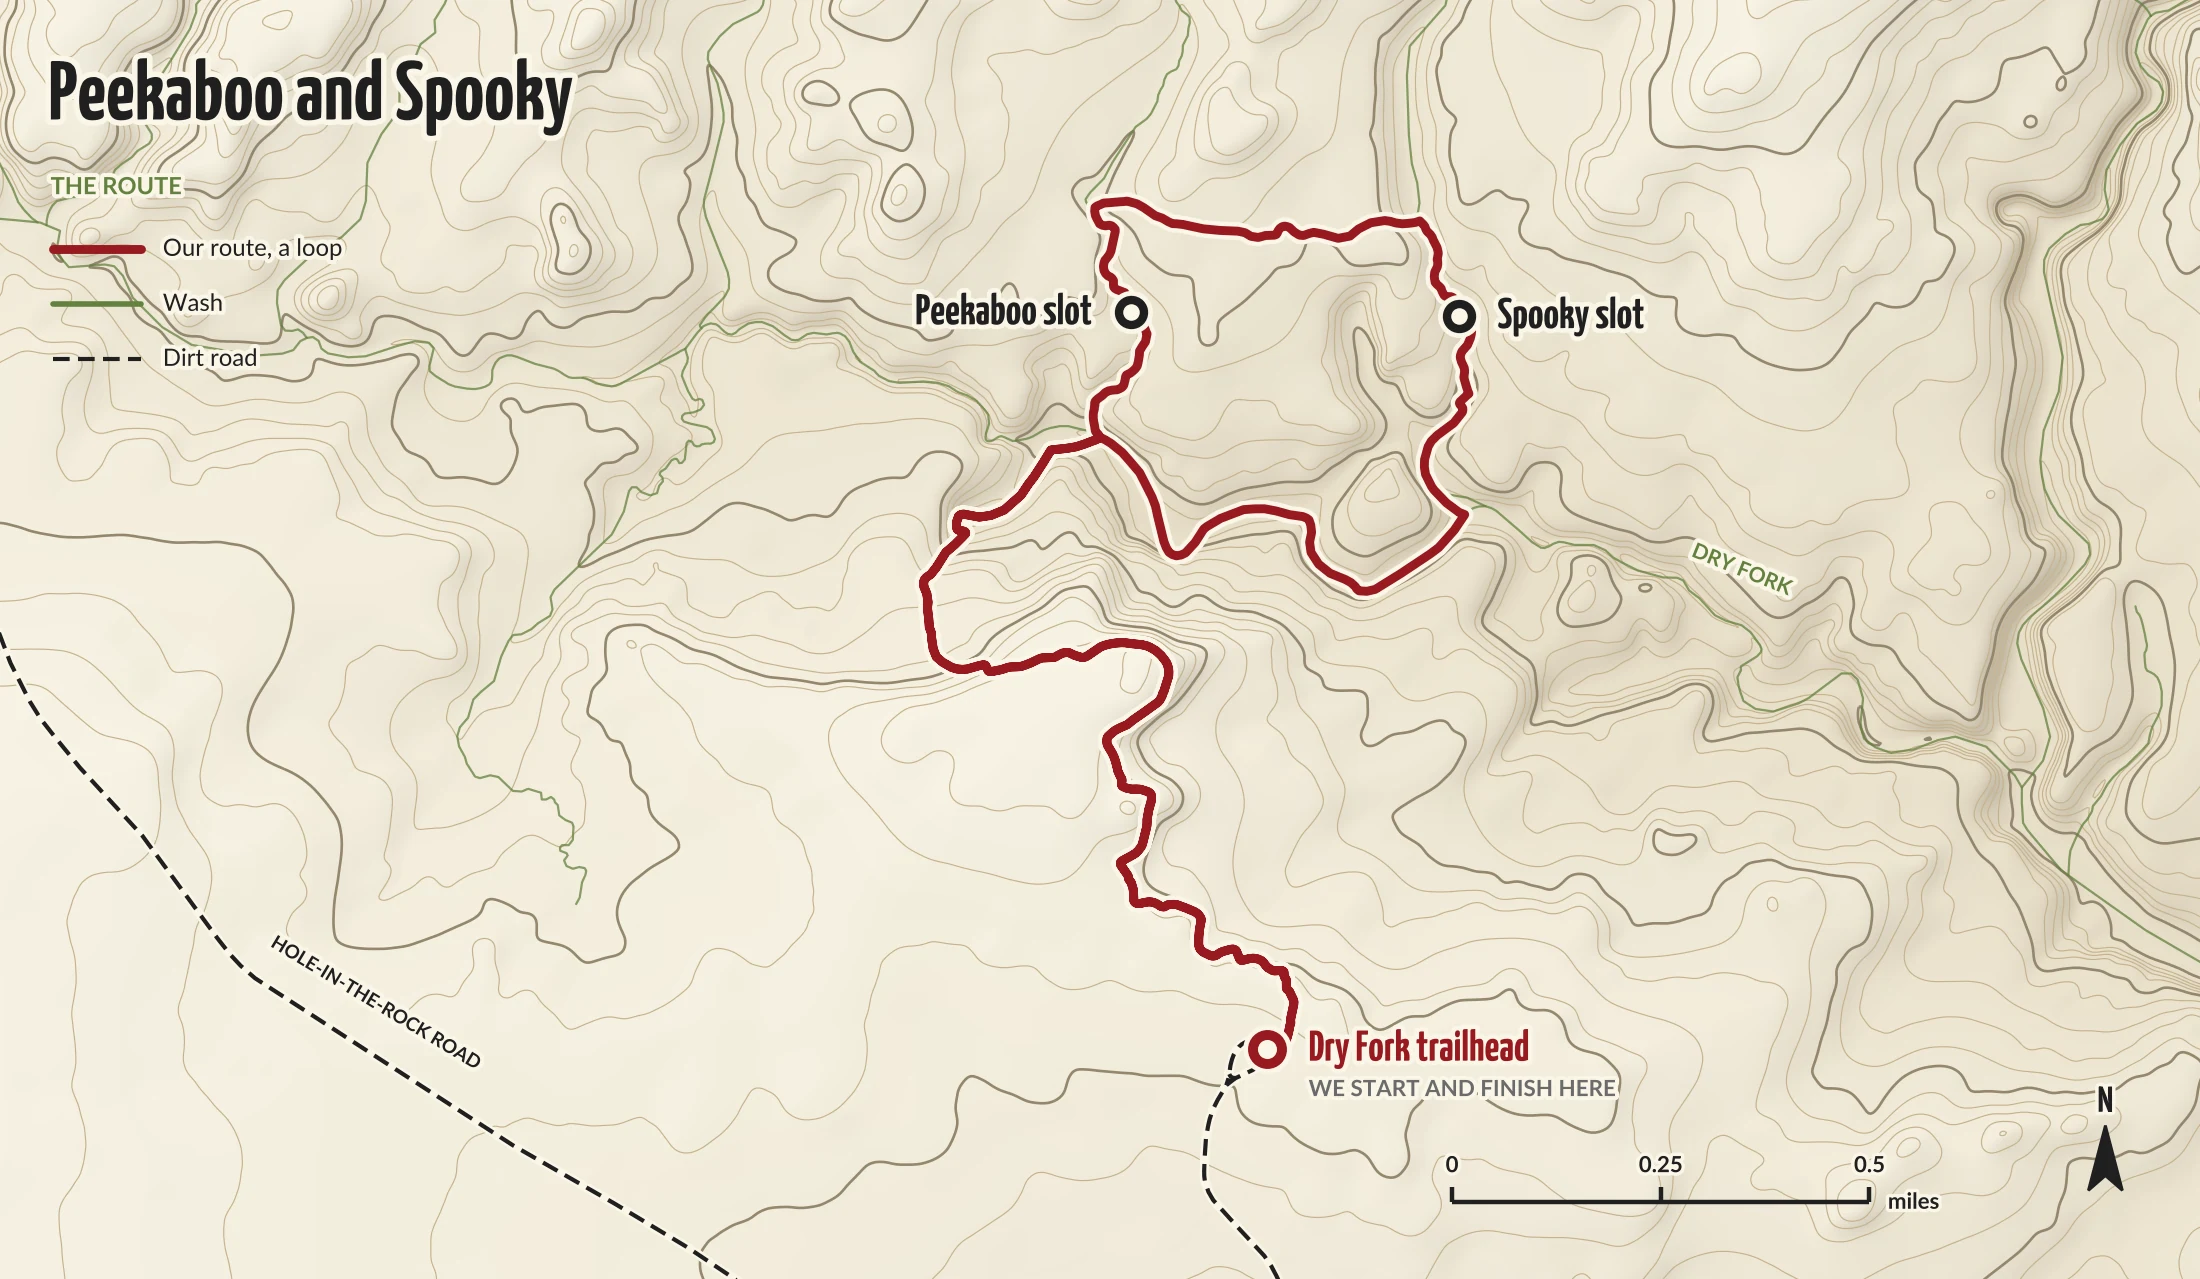 Peekaboo and Spooky
THE ROUTE
Our route, a loop
Wash
Dirt road
Peekaboo slot
Spooky slot
DRY FORK
HOLE-IN-THE-ROCK ROAD
Dry Fork trailhead
WE START AND FINISH HERE
N
0 0.25 0.5
miles